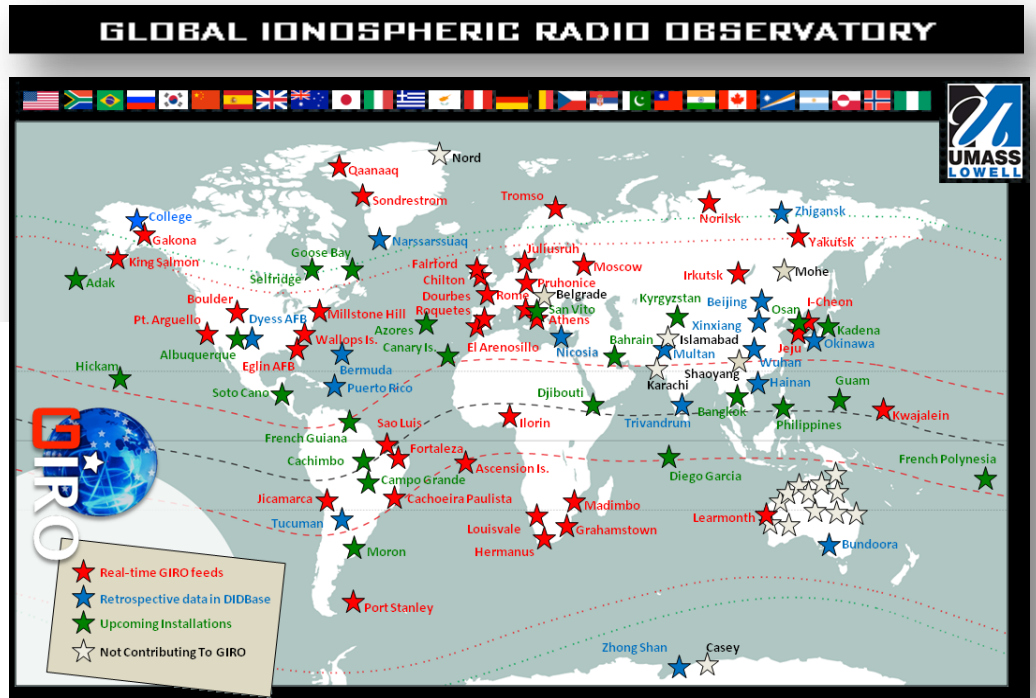 GLOBAL IONOSPHERIC RADIO OBSERVATORY
UMASS
LOWELL
Nord
Qaanaaq
Sondrestrom
Tromso
Norilsk
Zhigansk
College
Gakona
Narssarssuaq
Yakutsk
King Salmon
Goose Bay
Selfridge
Fairford
Juliusruh
Moscow
Irkutsk
Mohe
Adak
Chilton
Pruhonice
Dourbes
Rome
Belgrade
Kyrgyzstan
Beijing
I-Cheon
Boulder
Millstone Hill
Roquetes
San Vito
Osan
Pt. Arguello
Dyess AFB
Azores
Athens
Xinxiang
Kadena
Wallops Is.
El Arenosillo
Bahrain
Islamabad
Okinawa
Albuquerque
Canary Is.
Nicosia
Multan
Jeju
Wuhan
Eglin AFB
Bermuda
Hickam
Shaoyang
Karachi
Hainan
Puerto Rico
Soto Cano
Djibouti
Guam
Bangkok
Kwajalein
Trivandrum
Philippines
French Guiana
Sao Luis
Ilorin
Fortaleza
Cachimbo
Ascension Is.
French Polynesia
Campo Grande
Diego Garcia
Jicamarca
Cachoeira Paulista
Madimbo
Learmonth
Tucuman
Louisvale
Grahamstown
Hermanus
Bundoora
Moron
Port Stanley
Zhong Shan
Casey
GIRO
Real-time GIRO feeds
Retrospective data in DIDBase
Upcoming Installations
Not Contributing To GIRO